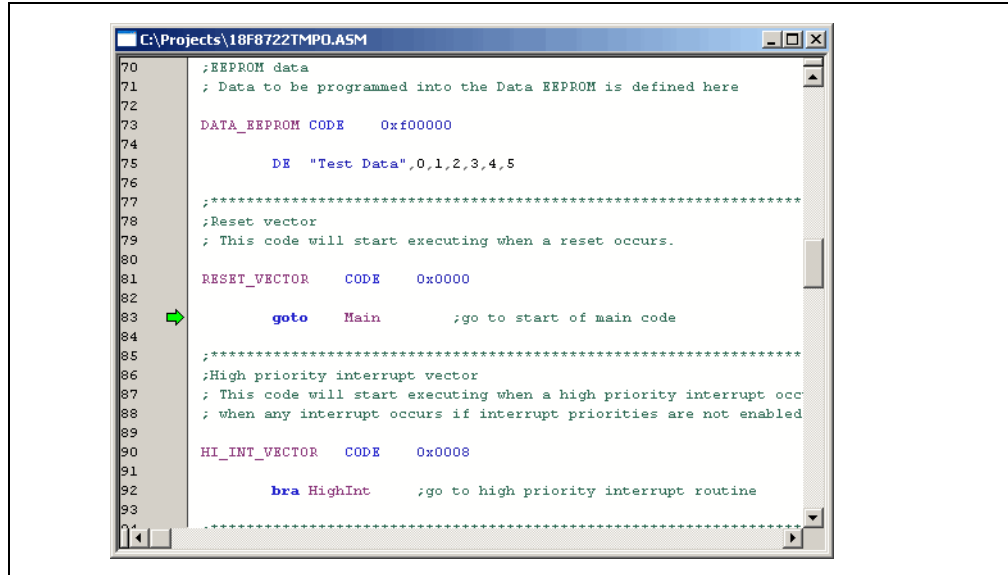 C:\Projects\18F8722TMPO.ASM
70 ;EEPROM data
71 ; Data to be programmed into the Data EEPROM is defined here
72
73 DATA_EEPROM CODE 0xf00000
74
75 DE "Test Data",0,1,2,3,4,5
76
77 ;******************************************************************
78 ;Reset vector
79 ; This code will start executing when a reset occurs.
80
81 RESET_VECTOR CODE 0x0000
82
83 goto Main ;go to start of main code
84
85 ;******************************************************************
86 ;High priority interrupt vector
87 ; This code will start executing when a high priority interrupt occ
88 ; when any interrupt occurs if interrupt priorities are not enabled
89
90 HI_INT_VECTOR CODE 0x0008
91
92 bra HighInt ;go to high priority interrupt routine
93
94 ;******************************************************************